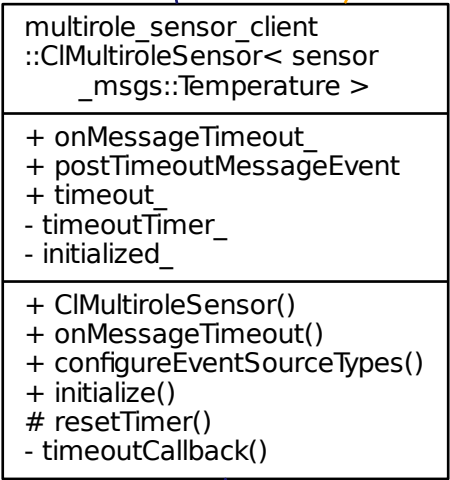 multirole_sensor_client
::ClMultiroleSensor< sensor
_msgs::Temperature >
+ onMessageTimeout_
+ postTimeoutMessageEvent
+ timeout_
- timeoutTimer_
- initialized_
+ ClMultiroleSensor()
+ onMessageTimeout()
+ configureEventSourceTypes()
+ initialize()
# resetTimer()
- timeoutCallback()